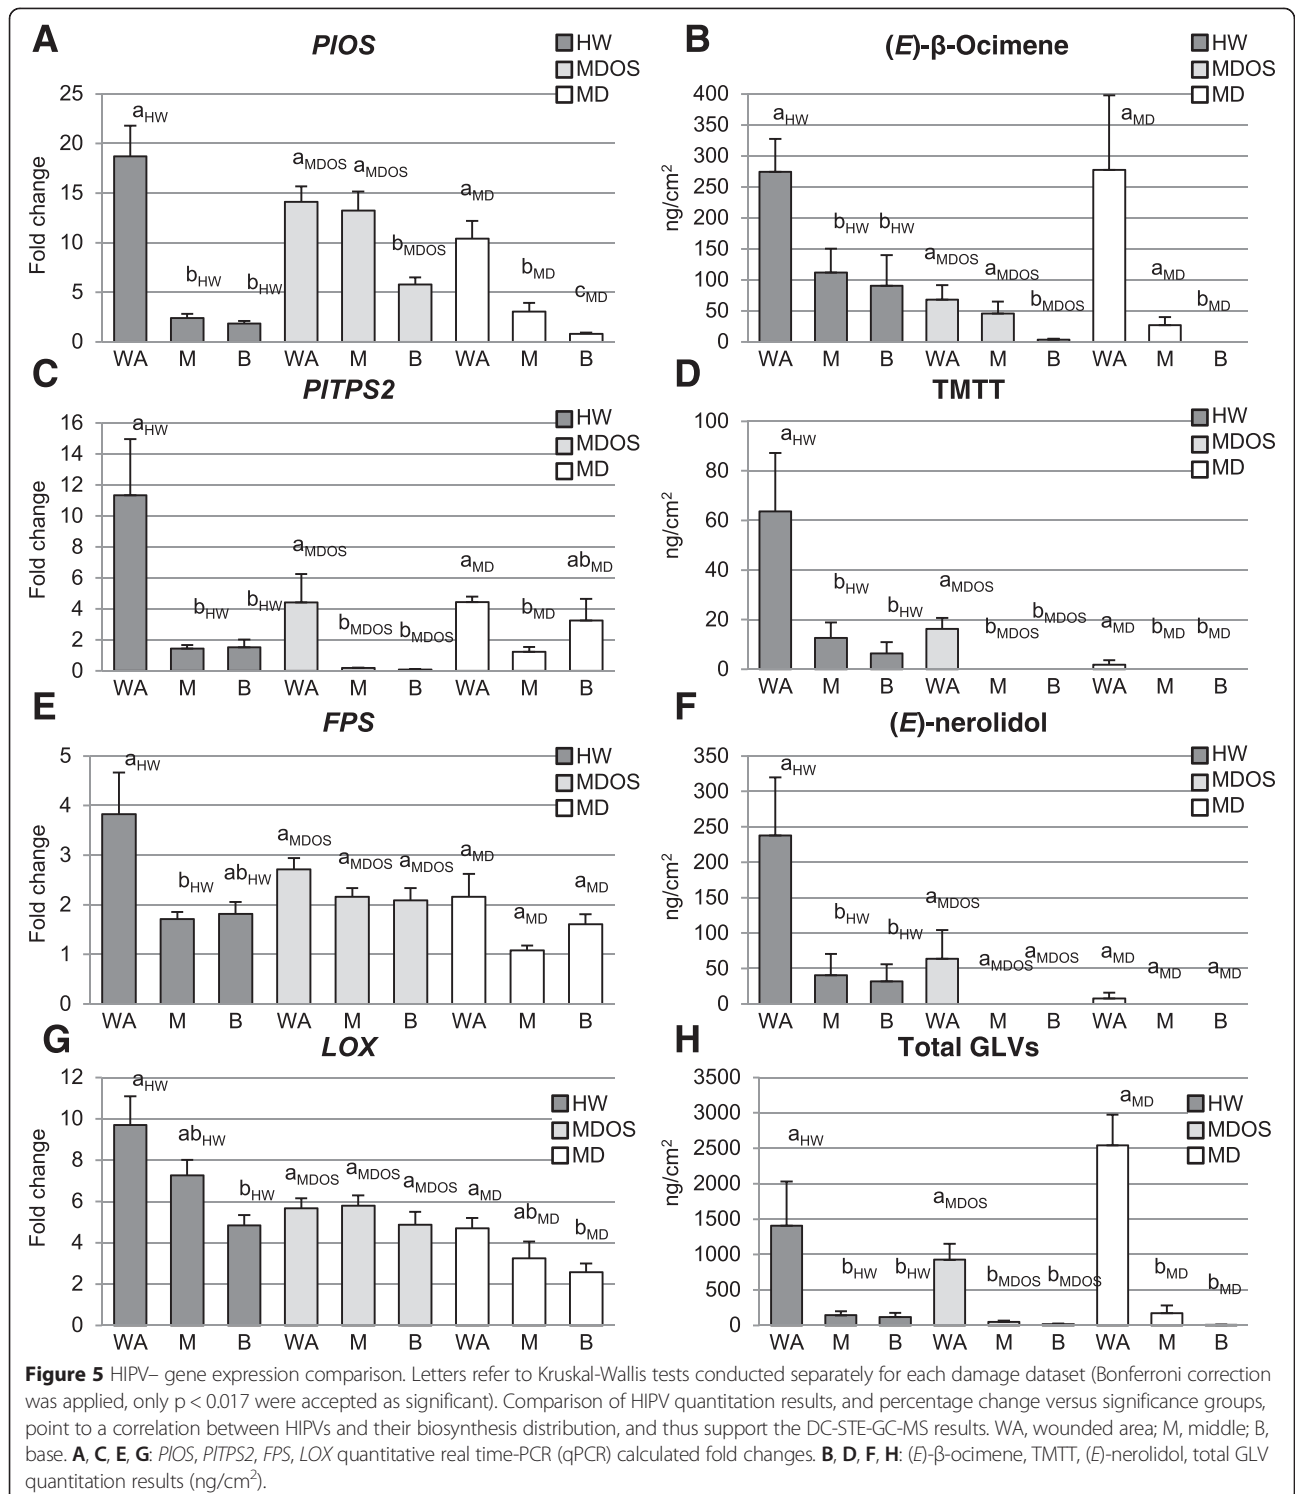 A
PlOS
HW
MDOS
MD
25
20
15
10
5
0
Fold change
aHW
bHW
bHW
aMDOS
aMDOS
bMDOS
aMD
bMD
cMD
WA M B WA M B WA M B
B
(E)-β-Ocimene
HW
MDOS
MD
400
350
300
250
200
150
100
50
0
ng/cm²
aHW
bHW
bHW
aMDOS
aMDOS
bMDOS
aMD
aMD
bMD
WA M B WA M B WA M B
C
PlTPS2
HW
MDOS
MD
16
14
12
10
8
6
4
2
0
Fold change
aHW
bHW
bHW
aMDOS
bMDOS
bMDOS
aMD
bMD
abMD
WA M B WA M B WA M B
D
TMTT
HW
MDOS
MD
100
80
60
40
20
0
ng/cm²
aHW
bHW
bHW
aMDOS
bMDOS
bMDOS
aMD
bMD
bMD
WA M B WA M B WA M B
E
FPS
HW
MDOS
MD
5
4
3
2
1
0
Fold change
aHW
bHW
abHW
aMDOS
aMDOS
aMDOS
aMD
aMD
aMD
WA M B WA M B WA M B
F
(E)-nerolidol
HW
MDOS
MD
350
300
250
200
150
100
50
0
ng/cm²
aHW
bHW
bHW
aMDOS
aMDOS
aMDOS
aMD
aMD
aMD
WA M B WA M B WA M B
G
LOX
HW
MDOS
MD
12
10
8
6
4
2
0
Fold change
aHW
abHW
bHW
aMDOS
aMDOS
aMDOS
aMD
abMD
bMD
WA M B WA M B WA M B
H
Total GLVs
HW
MDOS
MD
3500
3000
2500
2000
1500
1000
500
0
ng/cm²
aHW
bHW
bHW
aMDOS
bMDOS
bMDOS
aMD
bMD
bMD
WA M B WA M B WA M B
Figure 5 HIPV– gene expression comparison. Letters refer to Kruskal-Wallis tests conducted separately for each damage dataset (Bonferroni correction
was applied, only p < 0.017 were accepted as significant). Comparison of HIPV quantitation results, and percentage change versus significance groups,
point to a correlation between HIPVs and their biosynthesis distribution, and thus support the DC-STE-GC-MS results. WA, wounded area; M, middle; B,
base. A, C, E, G: PlOS, PlTPS2, FPS, LOX quantitative real time-PCR (qPCR) calculated fold changes. B, D, F, H: (E)-β-ocimene, TMTT, (E)-nerolidol, total GLV
quantitation results (ng/cm²).